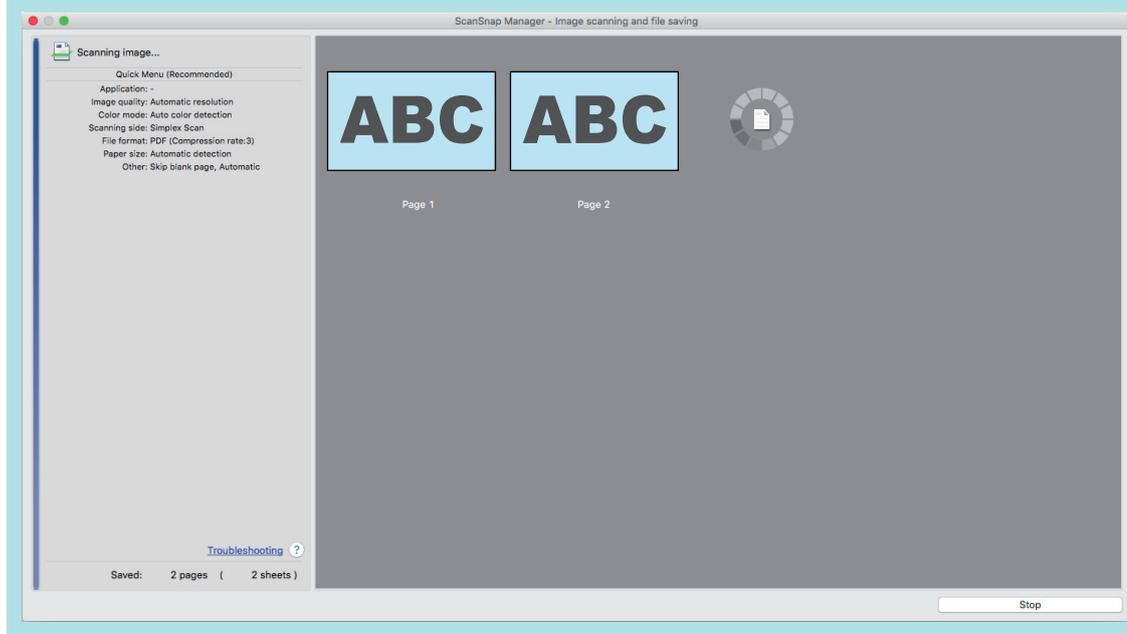 ScanSnap Manager - Image scanning and file saving
Scanning image...
Quick Menu (Recommended)
Application: -
Image quality: Automatic resolution
Color mode: Auto color detection
Scanning side: Simplex Scan
File format: PDF (Compression rate:3)
Paper size: Automatic detection
Other: Skip blank page, Automatic
ABC ABC
Page 1 Page 2
Troubleshooting ?
Saved: 2 pages ( 2 sheets )
Stop